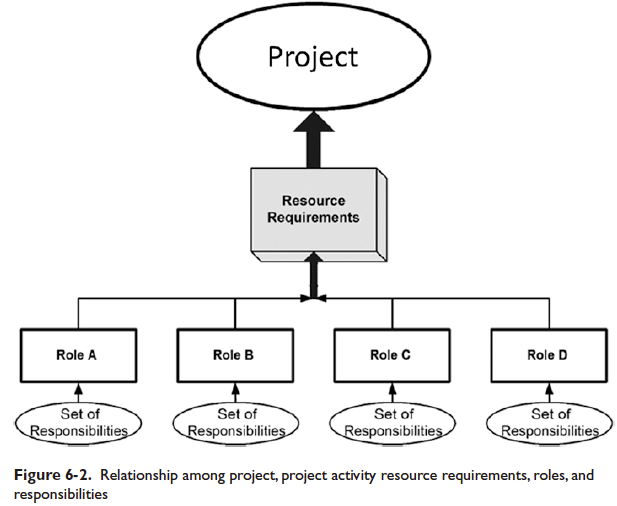 Project
Resource
Requirements
Role A
Role B
Role C
Role D
Set of
Responsibilities
Set of
Responsibilities
Set of
Responsibilities
Set of
Responsibilities
Figure 6-2. Relationship among project, project activity resource requirements, roles, and
responsibilities